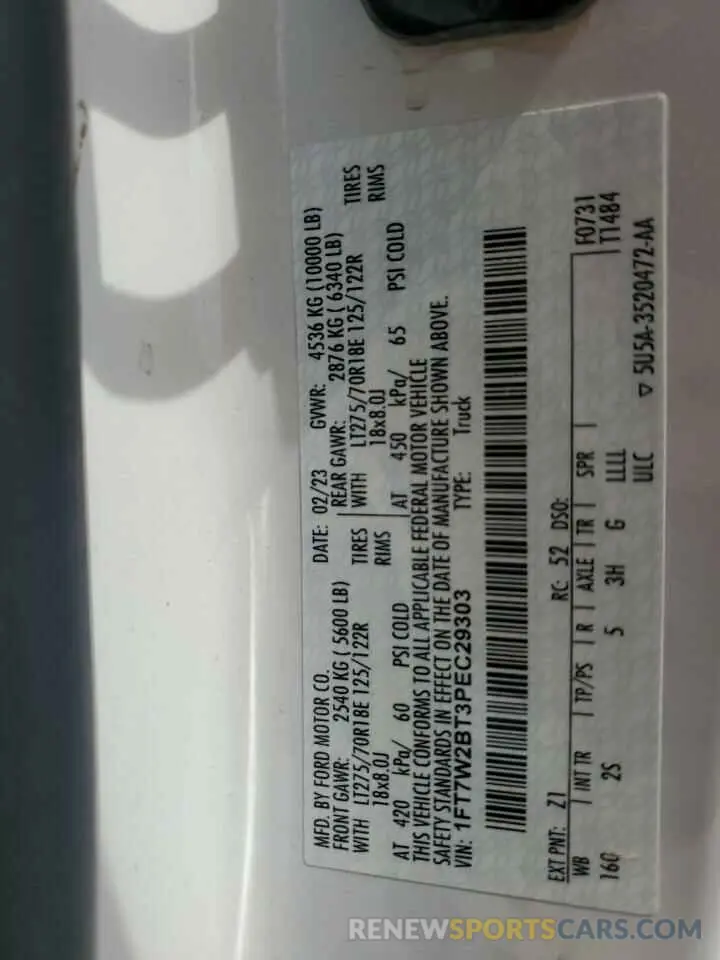 MFD. BY FORD MOTOR CO.
DATE: 02/23 GVWR: 4536 KG (10000 LB)
FRONT GAWR: 2540 KG ( 5600 LB) REAR GAWR: 2876 KG ( 6340 LB)
WITH LT275/70R18E 125/122R TIRES WITH LT275/70R18E 125/122R TIRES
18x8.0J RIMS 18x8.0J RIMS
AT 420 kPa/ 60 PSI COLD AT 450 kPa/ 65 PSI COLD
THIS VEHICLE CONFORMS TO ALL APPLICABLE FEDERAL MOTOR VEHICLE
SAFETY STANDARDS IN EFFECT ON THE DATE OF MANUFACTURE SHOWN ABOVE.
VIN: 1FT7W2BT3PEC29303 TYPE: Truck
EXT PNT: Z1 RC: 52 DSO:
WB INT TR TP/PS R AXLE TR SPR F0731
160 2S 5 3H G LLLL T1484
ULC ▽ 5U5A-3520472-AA
RENEWSPORTSCARS.COM